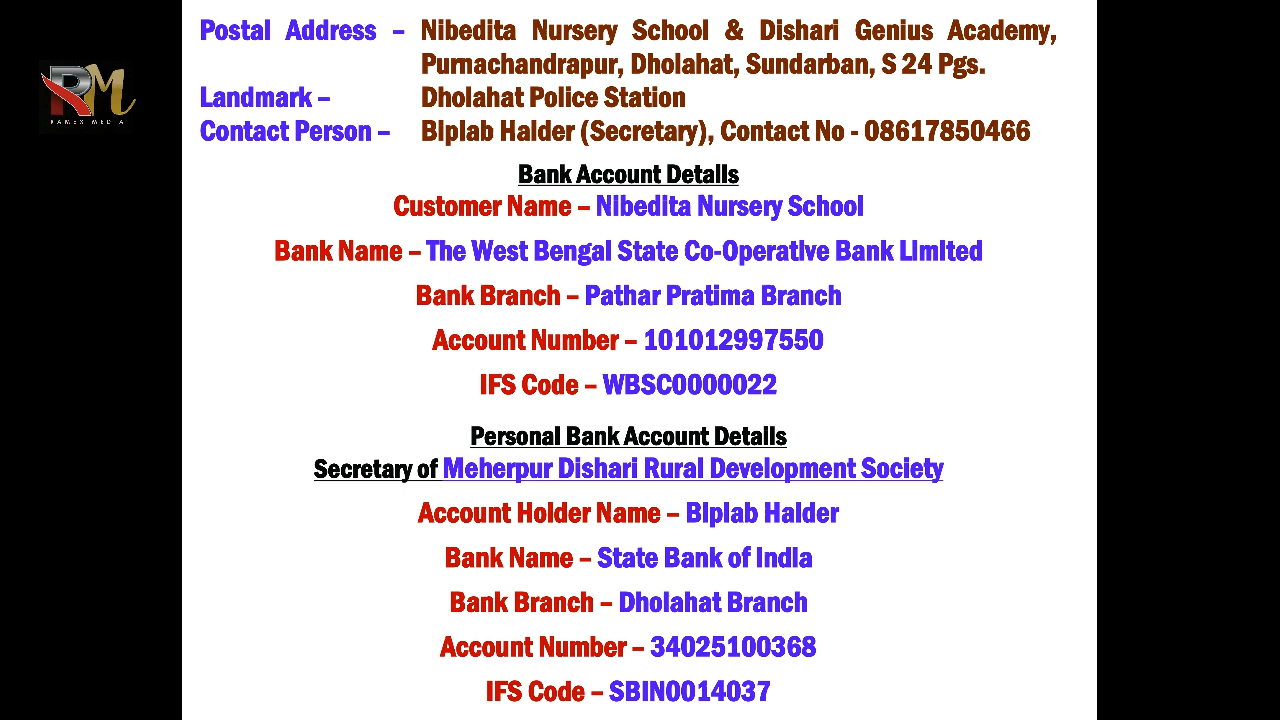 Postal Address – Nibedita Nursery School & Dishari Genius Academy,
Purnachandrapur, Dholahat, Sundarban, S 24 Pgs.
Landmark – Dholahat Police Station
Contact Person – Biplab Halder (Secretary), Contact No - 08617850466
RM
RAMES MEDIA
Bank Account Details
Customer Name – Nibedita Nursery School
Bank Name – The West Bengal State Co-Operative Bank Limited
Bank Branch – Pathar Pratima Branch
Account Number – 101012997550
IFS Code – WBSC0000022
Personal Bank Account Details
Secretary of Meherpur Dishari Rural Development Society
Account Holder Name – Biplab Halder
Bank Name – State Bank of India
Bank Branch – Dholahat Branch
Account Number – 34025100368
IFS Code – SBIN0014037